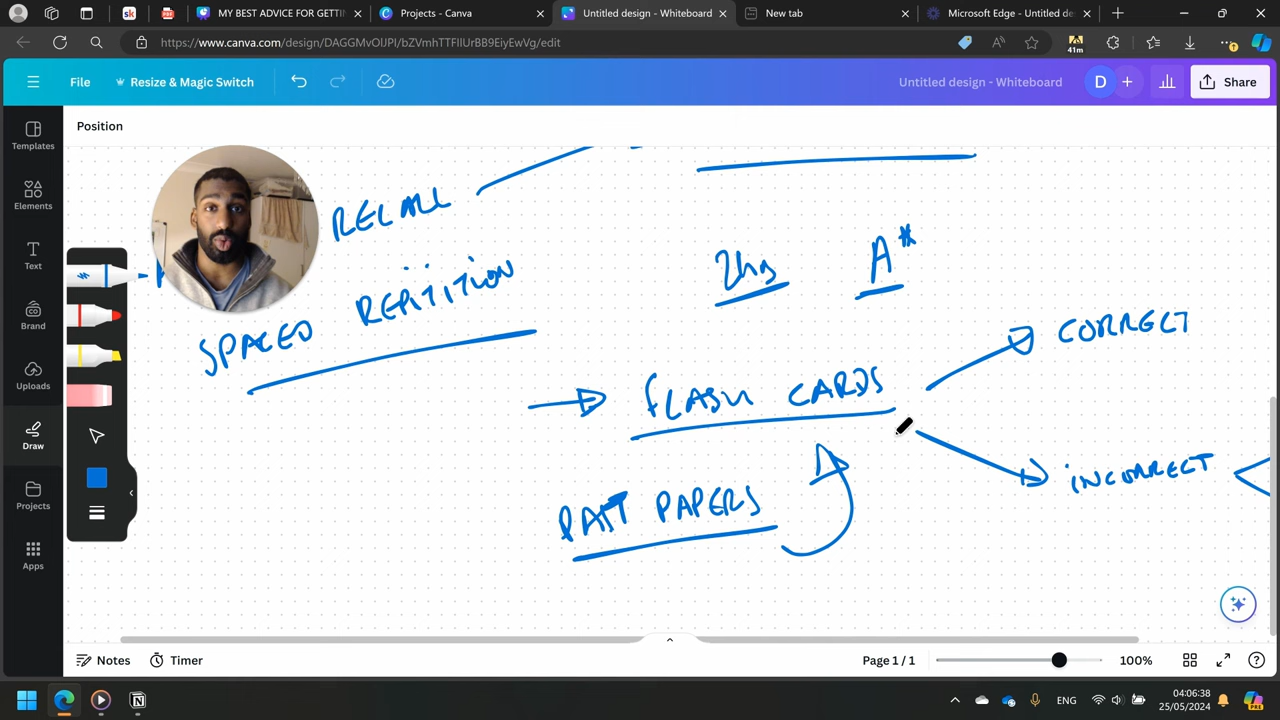 MY BEST ADVICE FOR GETTIN
Projects - Canva
Untitled design - Whiteboard
New tab
Microsoft Edge - Untitled de
https://www.canva.com/design/DAGGMvOlJPI/bZVmhTTFIlUrBB9EiyEwVg/edit
41m
File
Resize & Magic Switch
Untitled design - Whiteboard
D
Share
Position
Templates
Elements
Text
Brand
Uploads
Draw
Projects
Apps
RECALL
SPACED REPITITION
2hrs
A*
FLASH CARDS
CORRECT
INCORRECT
PAST PAPERS
Notes
Timer
Page 1 / 1
100%
ENG
04:06:38
25/05/2024